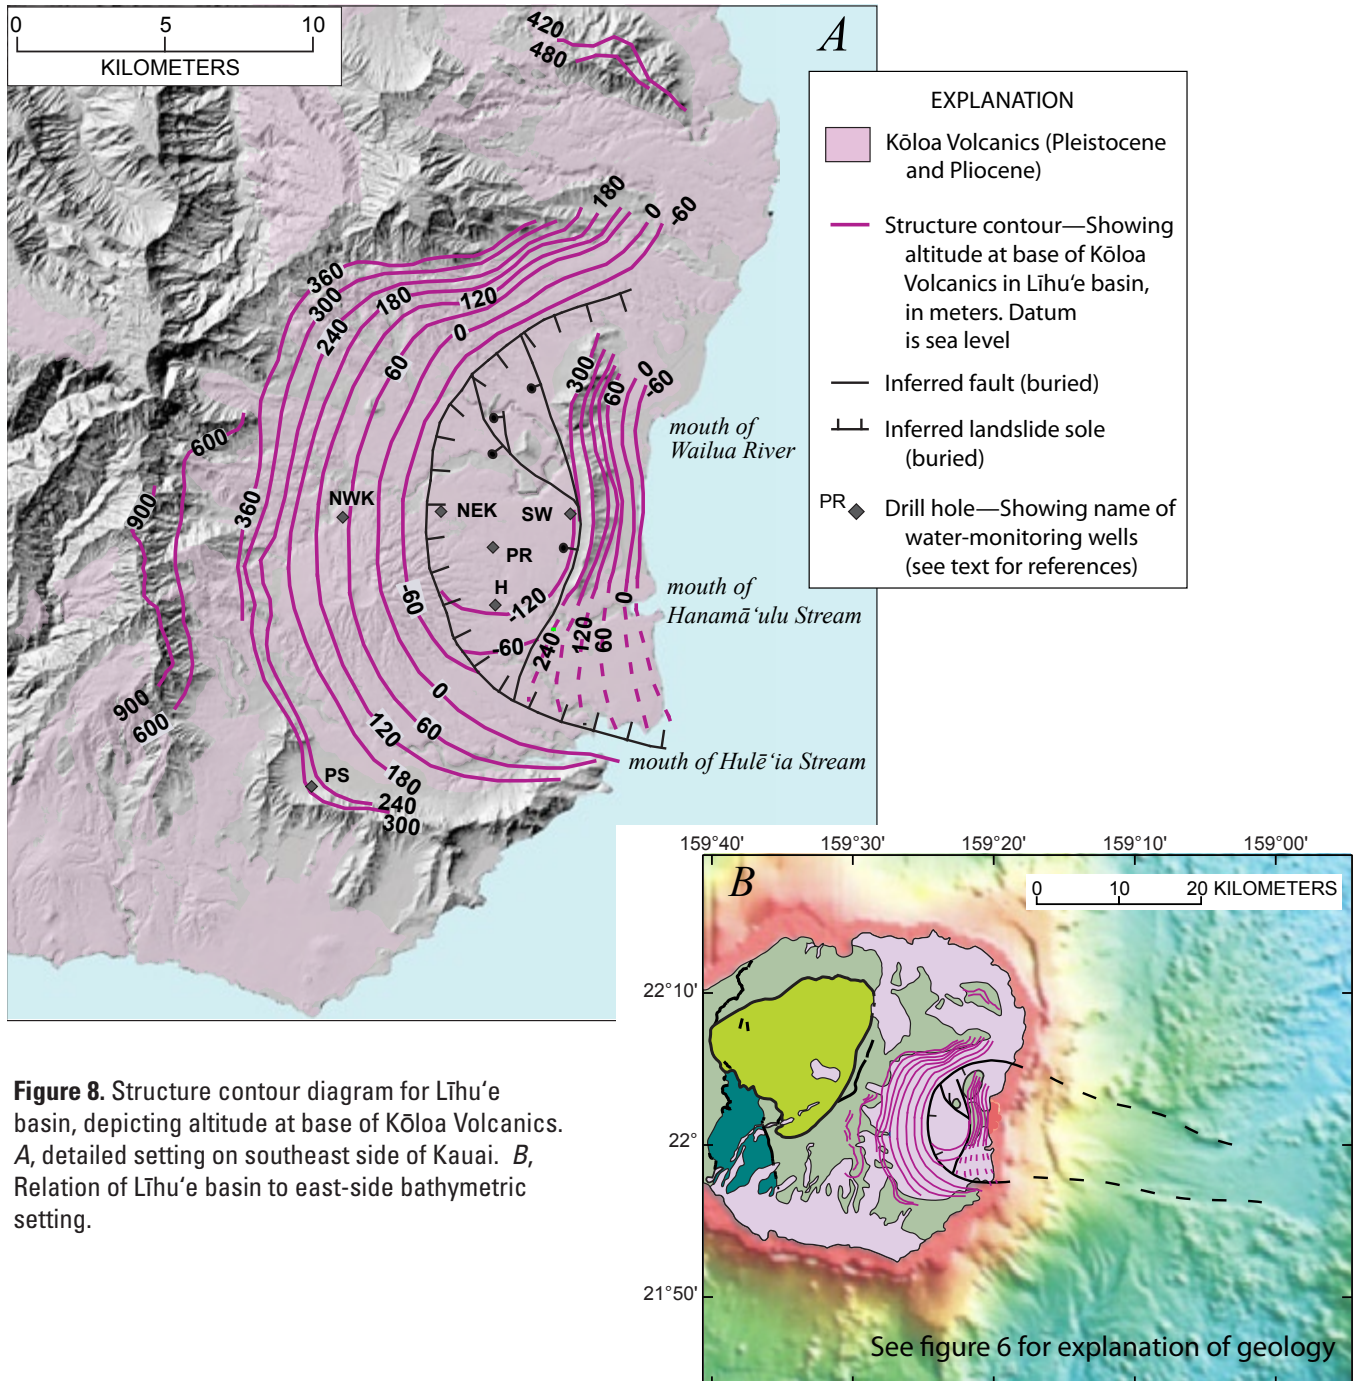 0 5 10
KILOMETERS
A
420
480
180
0
-60
360
300
240
180
120
0
60
300
60
0
-60
600
900
360
NWK
NEK
SW
PR
H
-60
-120
-60
240
120
60
0
mouth of
Wailua River
mouth of
Hanamā‘ulu Stream
900
600
0
60
120
180
240
300
PS
mouth of Hulē‘ia Stream
EXPLANATION
Kōloa Volcanics (Pleistocene
and Pliocene)
Structure contour—Showing
altitude at base of Kōloa
Volcanics in Līhu‘e basin,
in meters. Datum
is sea level
Inferred fault (buried)
Inferred landslide sole
(buried)
PR
Drill hole—Showing name of
water-monitoring wells
(see text for references)
159°40' 159°30' 159°20' 159°10' 159°00'
B
0 10 20 KILOMETERS
22°10'
22°
21°50'
See figure 6 for explanation of geology
Figure 8. Structure contour diagram for Līhu‘e
basin, depicting altitude at base of Kōloa Volcanics.
A, detailed setting on southeast side of Kauai. B,
Relation of Līhu‘e basin to east-side bathymetric
setting.